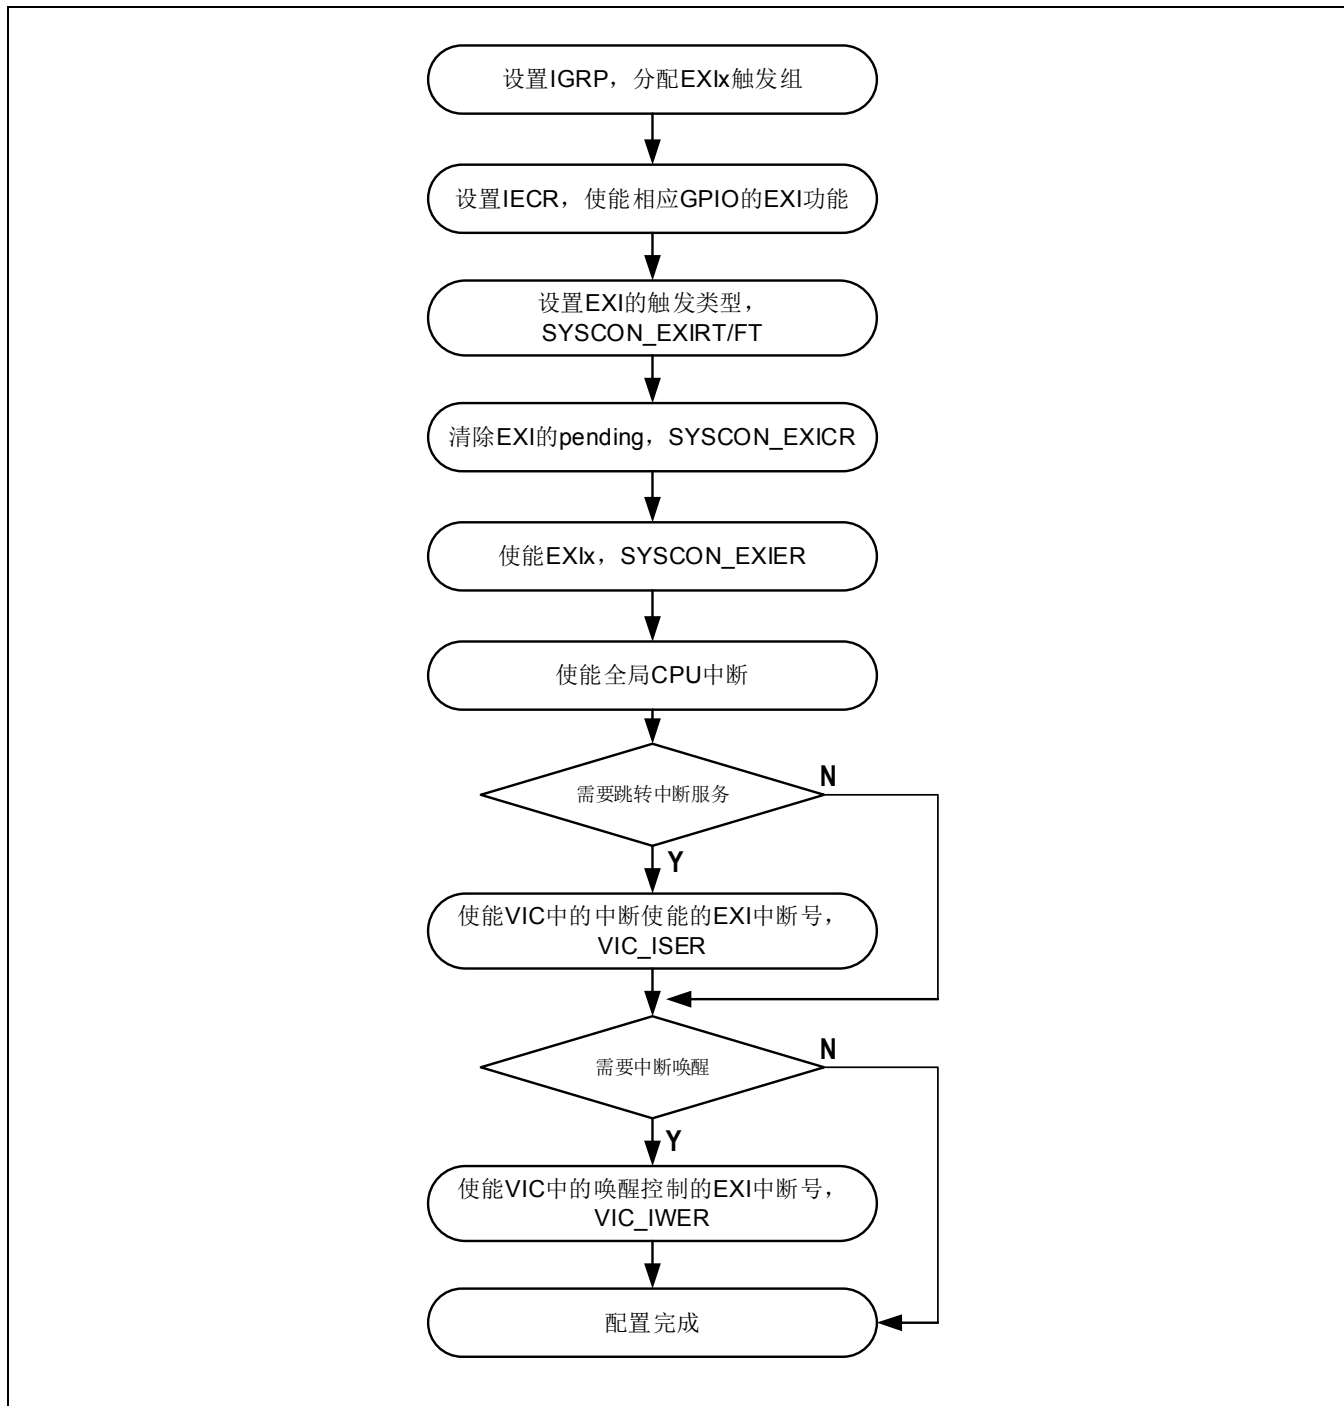 设置IGRP，分配EXIx触发组
设置IECR，使能相应GPIO的EXI功能
设置EXI的触发类型，
SYSCON_EXIRT/FT
清除EXI的pending，SYSCON_EXICR
使能EXIx，SYSCON_EXIER
使能全局CPU中断
需要跳转中断服务
N
Y
使能VIC中的中断使能的EXI中断号，
VIC_ISER
需要中断唤醒
N
Y
使能VIC中的唤醒控制的EXI中断号，
VIC_IWER
配置完成